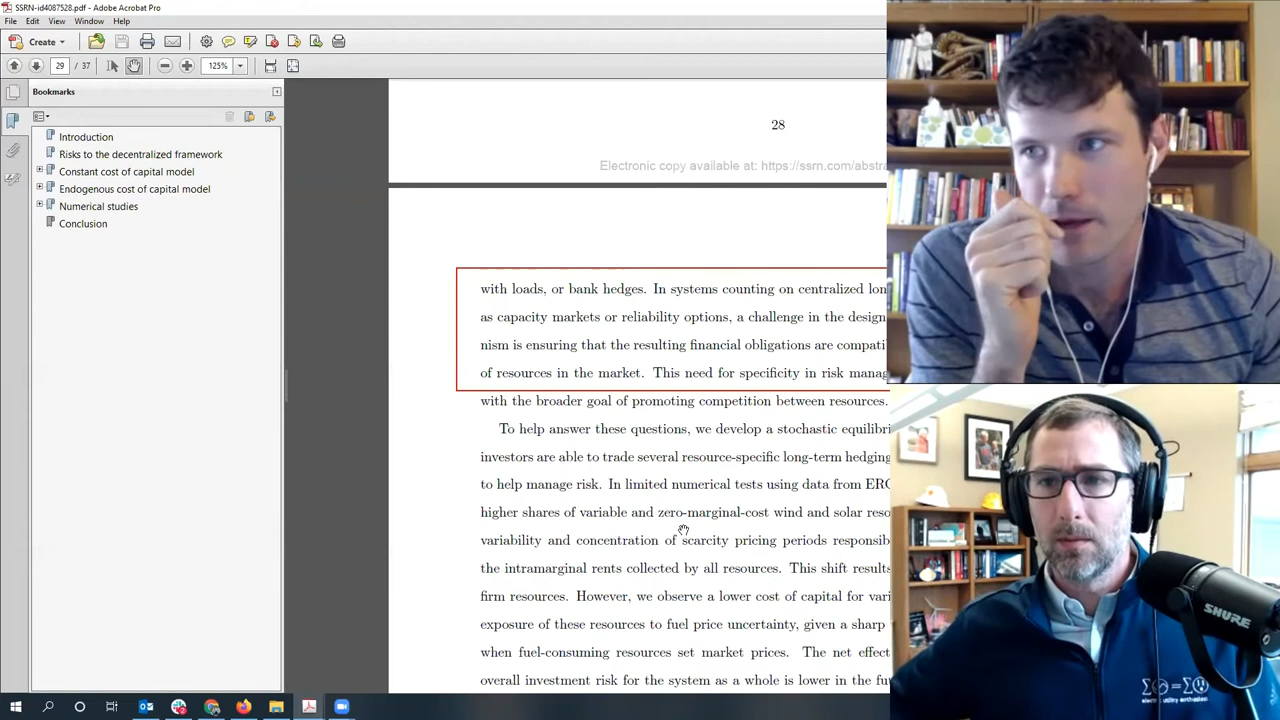 SSRN-id4087528.pdf - Adobe Acrobat Pro
File Edit View Window Help
Create
29 / 37 125%
Bookmarks
Introduction
Risks to the decentralized framework
Constant cost of capital model
Endogenous cost of capital model
Numerical studies
Conclusion
28
Electronic copy available at: https://ssrn.com/abstra
with loads, or bank hedges. In systems counting on centralized lon
as capacity markets or reliability options, a challenge in the design
nism is ensuring that the resulting financial obligations are compati
of resources in the market. This need for specificity in risk manag
with the broader goal of promoting competition between resources.
To help answer these questions, we develop a stochastic equilibri
investors are able to trade several resource-specific long-term hedging
to help manage risk. In limited numerical tests using data from ERC
higher shares of variable and zero-marginal-cost wind and solar reso
variability and concentration of scarcity pricing periods responsib
the intramarginal rents collected by all resources. This shift results
firm resources. However, we observe a lower cost of capital for vari
exposure of these resources to fuel price uncertainty, given a sharp
when fuel-consuming resources set market prices. The net effect
overall investment risk for the system as a whole is lower in the fu
SHURE